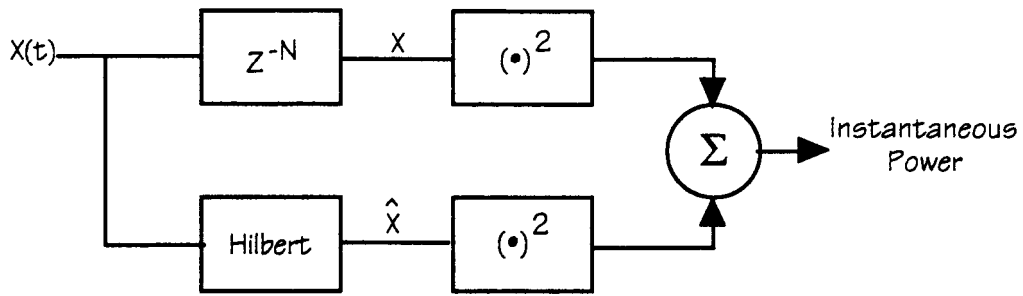 X(t)
Z^-N
X
(•)^2
Σ
Instantaneous
Power
Hilbert
X̂
(•)^2